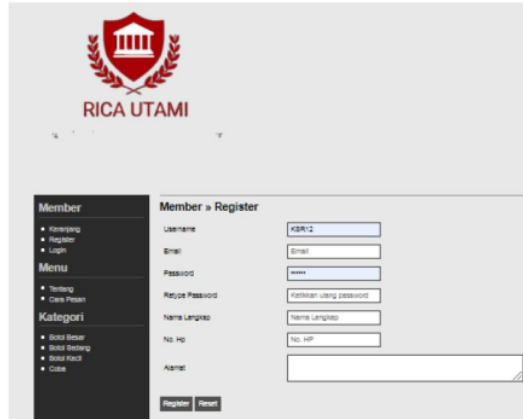 RICA UTAMI
Member
Keranjang
Register
Login
Menu
Tentang
Cara Pesan
Kategori
Botol Besar
Botol Sedang
Botol Kecil
Coba
Member » Register
Username KSR12
Email Email
Password ••••••
Retype Password Ketikkan ulang password
Nama Lengkap Nama Lengkap
No. Hp No. HP
Alamat
Register Reset